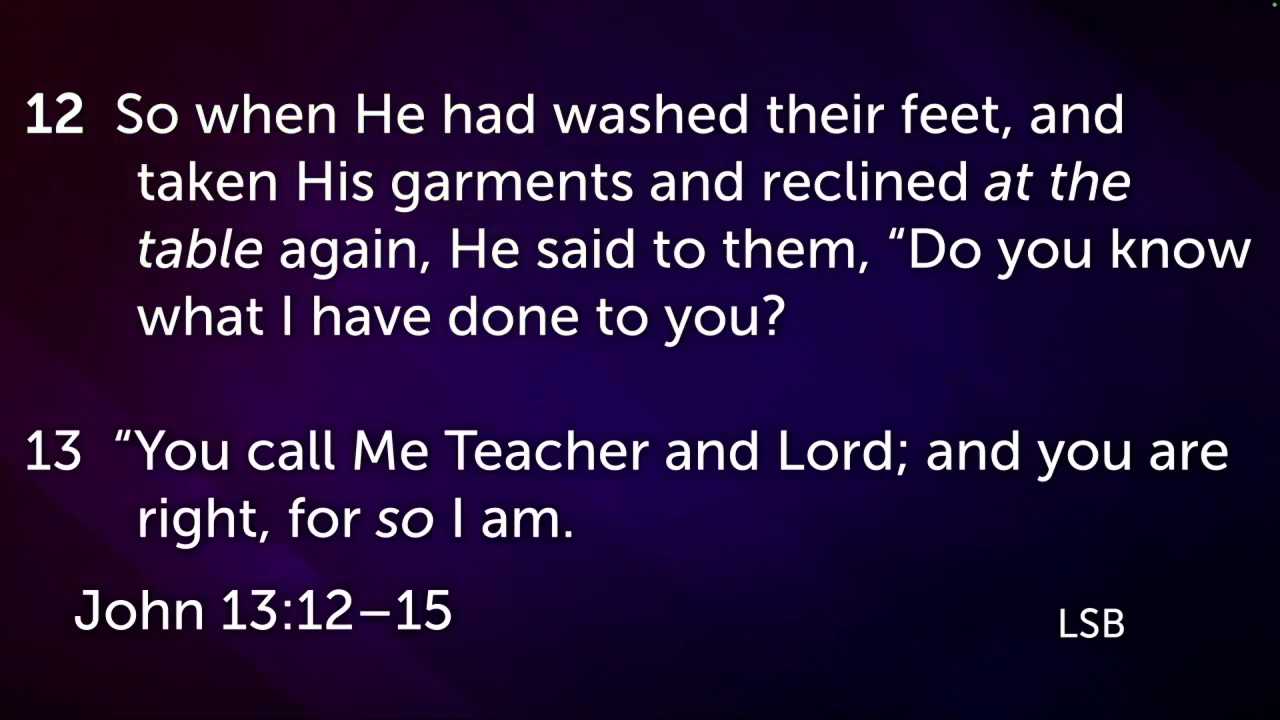 12 So when He had washed their feet, and
taken His garments and reclined at the
table again, He said to them, “Do you know
what I have done to you?
13 “You call Me Teacher and Lord; and you are
right, for so I am.
John 13:12–15
LSB